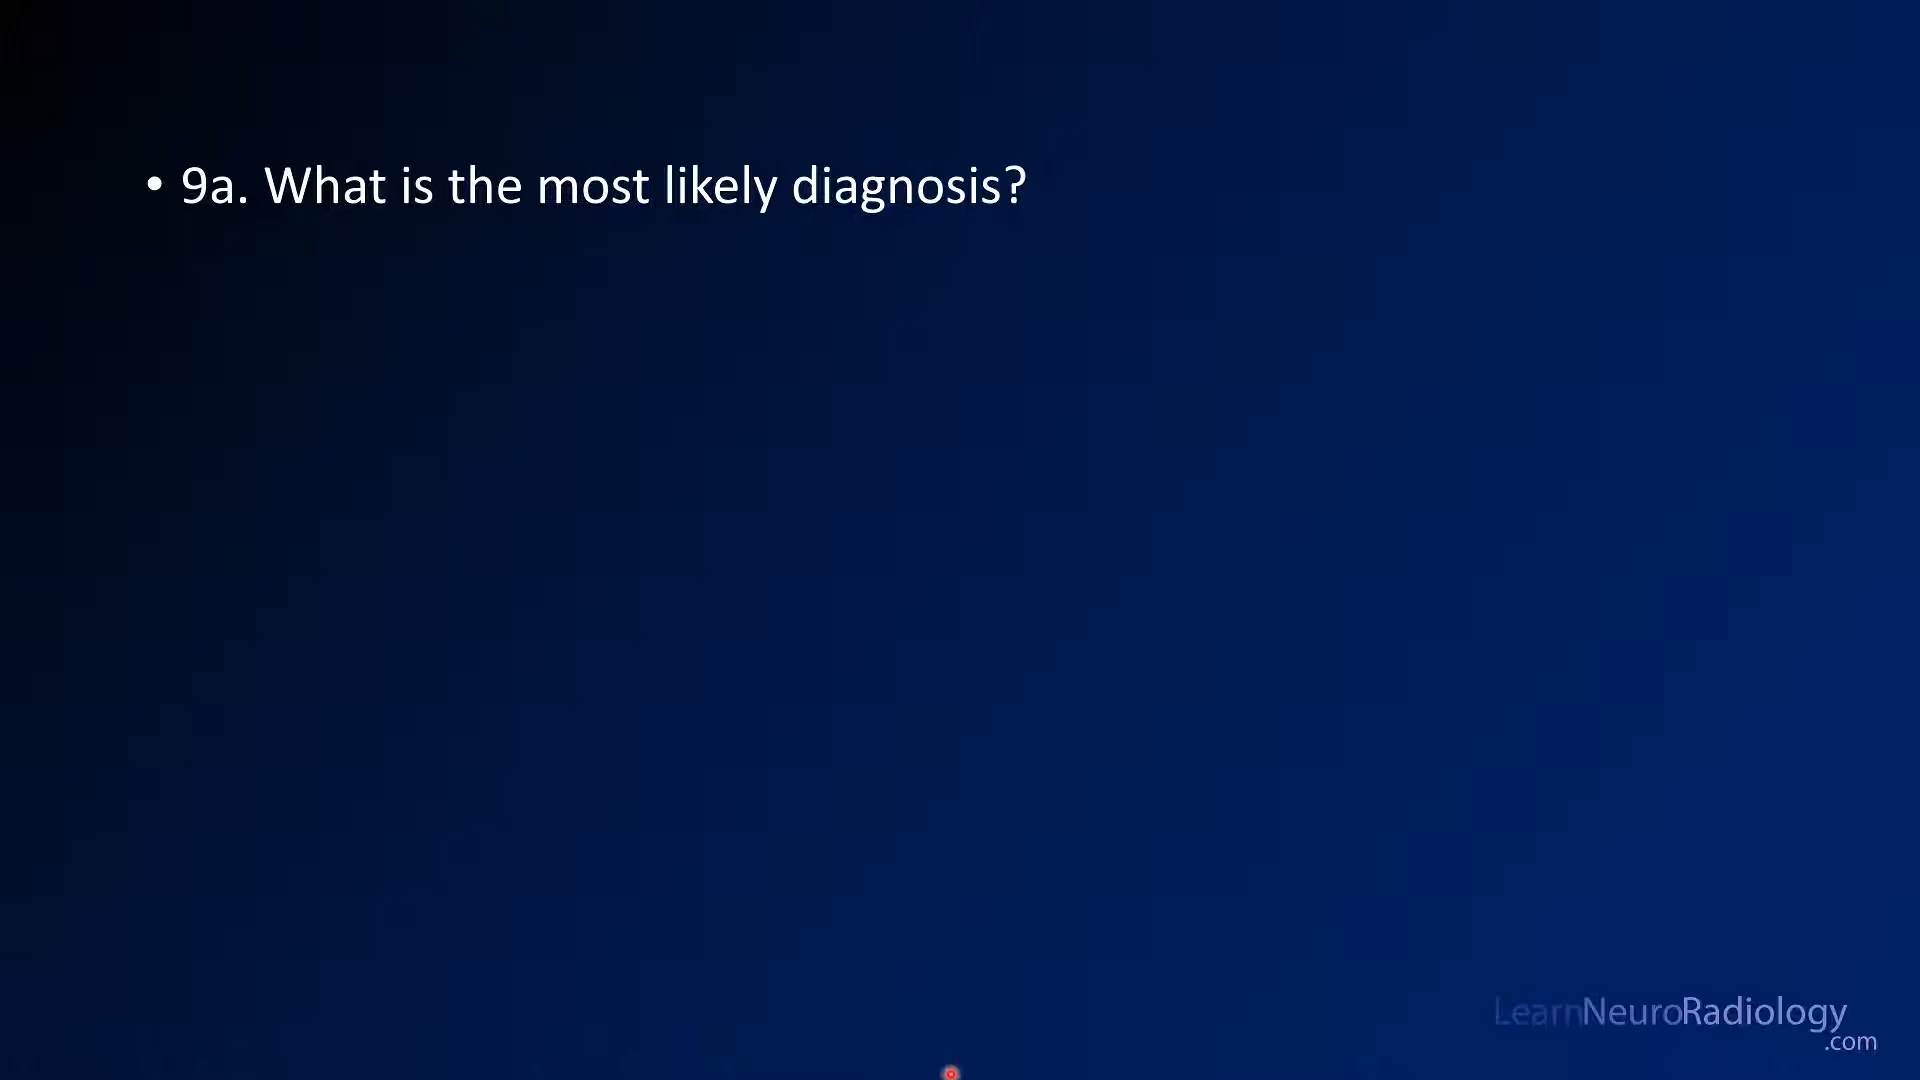 • 9a. What is the most likely diagnosis?
LearnNeuroRadiology
.com